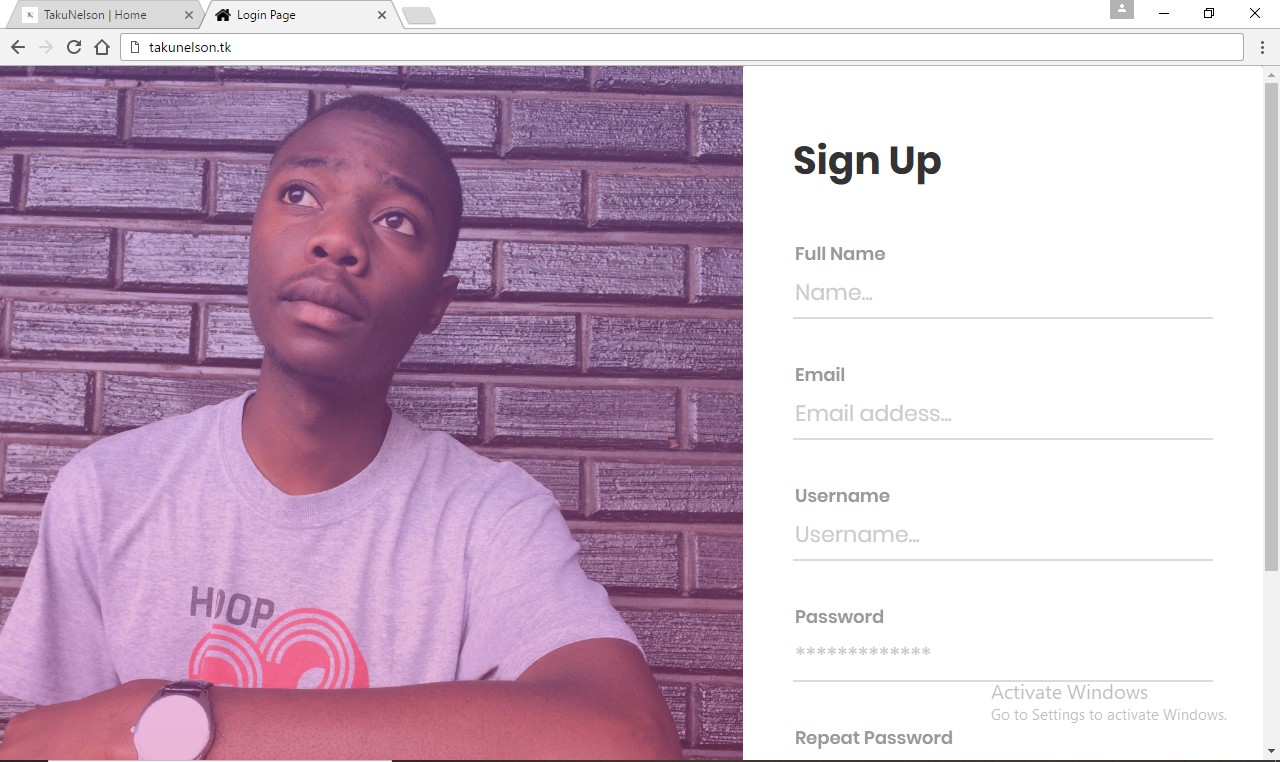 TakuNelson | Home
Login Page
takunelson.tk
Sign Up
Full Name
Name...
Email
Email addess...
Username
Username...
Password
*************
Repeat Password
Activate Windows
Go to Settings to activate Windows.
HOOP